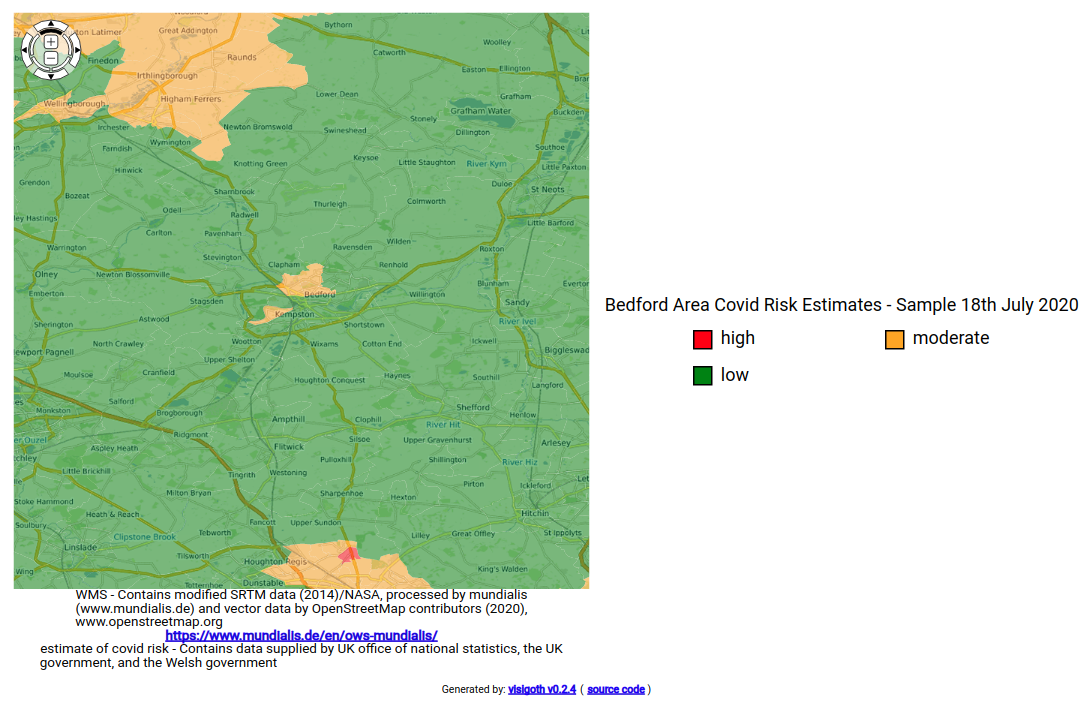 Woodford
Bythorn
on Latimer
Great Addington
Woolley
Finedon
Raunds
Catworth
Easton
Ellington
Irthlingborough
Wellingborough
Higham Ferrers
Lower Dean
Grafham
Grafham Water
Buckden
Stonely
Irchester
Newton Bromswold
Swineshead
Dillington
Wymington
Farndish
Southoe
Keysoe
Knotting Green
Little Staughton
River Kym
Little Paxton
Hinwick
Grendon
Duloe
St Neots
Bozeat
Sharnbrook
Thurleigh
Colmworth
Odell
Radwell
ey Hastings
Little Barford
Carlton
Pavenham
Wilden
Warrington
Ravensden
Roxton
Stevington
Clapham
Renhold
Olney
Newton Blossomville
Blunham
Everton
Emberton
Bedford
Willington
Stagsden
Sandy
Kempston
Astwood
River Ivel
Sherington
Shortstown
North Crawley
Wootton
Wixams
Cotton End
Ickwell
ewport Pagnell
Biggleswad
Upper Shelton
Moulsoe
Cranfield
Houghton Conquest
Haynes
Southill
Langford
Salford
Monkston
Brogborough
Shefford
Henlow
Ampthill
Clophill
River Hit
er Ouzel
Ridgmont
Silsoe
Upper Gravenhurst
Arlesey
Aspley Heath
Flitwick
tchley
Pulloxhill
Shillington
River Hiz
Little Brickhill
Tingrith
Westoning
Pirton
Ickleford
Milton Bryan
Sharpenhoe
Hexton
Stoke Hammond
Heath & Reach
Hitchin
Soulbury
Fancott
Upper Sundon
Clipstone Brook
Tebworth
Lilley
Great Offley
St Ippolyts
Linslade
Tilsworth
Houghton Regis
Wing
King's Walden
Totternhoe
Dunstable
Bedford Area Covid Risk Estimates - Sample 18th July 2020
high
moderate
low
WMS - Contains modified SRTM data (2014)/NASA, processed by mundialis
(www.mundialis.de) and vector data by OpenStreetMap contributors (2020),
www.openstreetmap.org
https://www.mundialis.de/en/ows-mundialis/
estimate of covid risk - Contains data supplied by UK office of national statistics, the UK
government, and the Welsh government
Generated by: visigoth v0.2.4 ( source code )